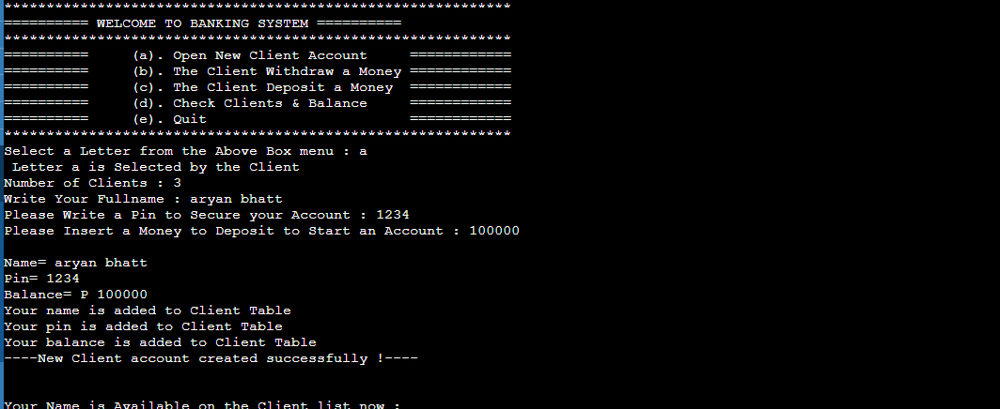 ************************************************************
========== WELCOME TO BANKING SYSTEM ==========
************************************************************
========== (a). Open New Client Account ============
========== (b). The Client Withdraw a Money ============
========== (c). The Client Deposit a Money ============
========== (d). Check Clients & Balance ============
========== (e). Quit ============
************************************************************
Select a Letter from the Above Box menu : a
Letter a is Selected by the Client
Number of Clients : 3
Write Your Fullname : aryan bhatt
Please Write a Pin to Secure your Account : 1234
Please Insert a Money to Deposit to Start an Account : 100000
Name= aryan bhatt
Pin= 1234
Balance= P 100000
Your name is added to Client Table
Your pin is added to Client Table
Your balance is added to Client Table
----New Client account created successfully !----
Your Name is Available on the Client list now :